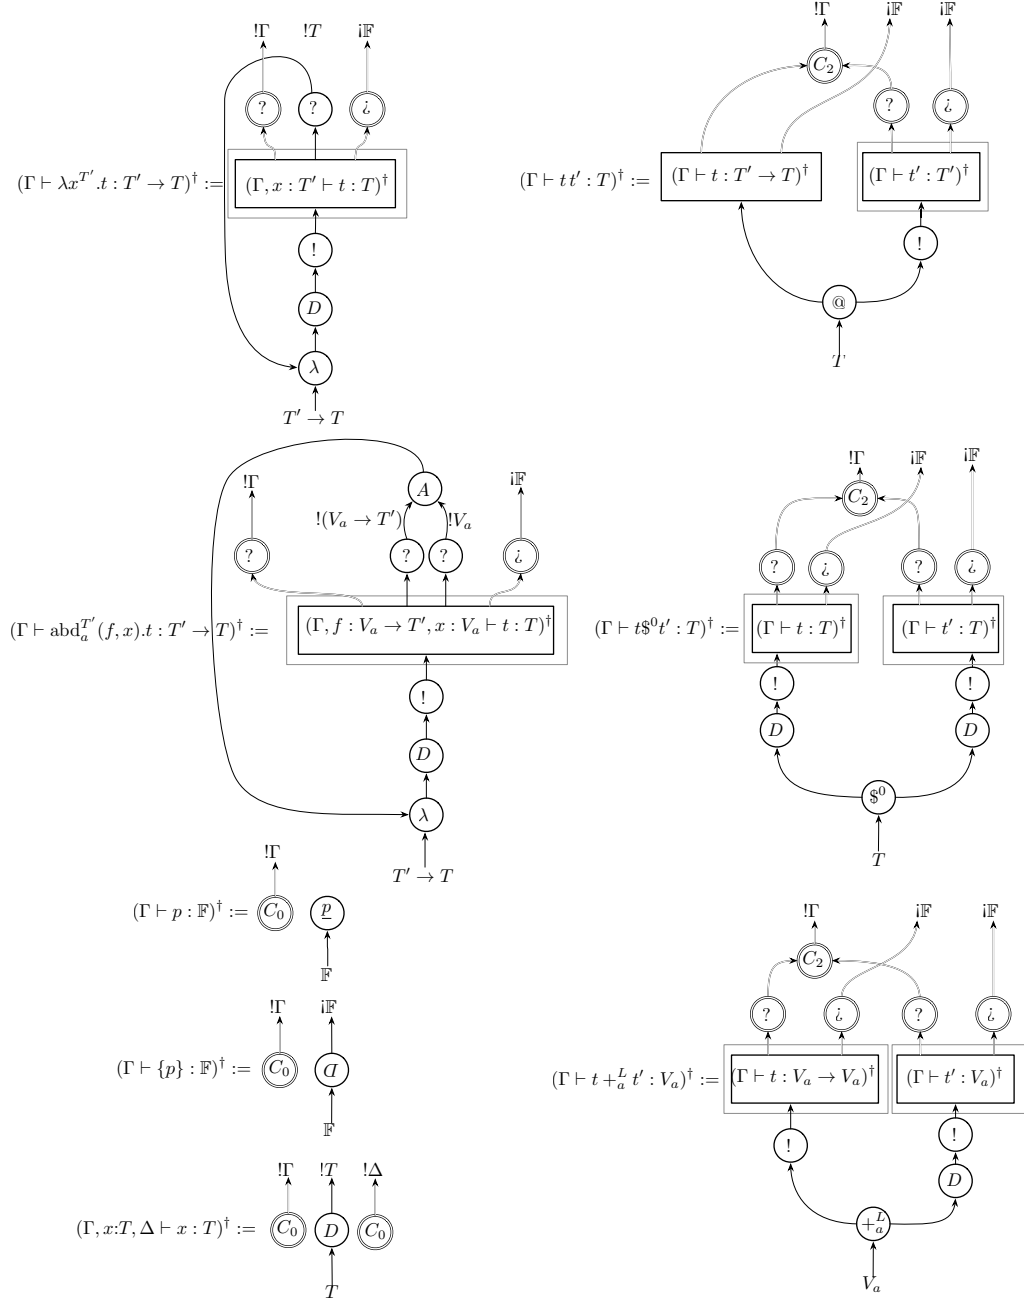 !Γ !T ¡𝔽
? ? ¿
(Γ ⊢ λx^{T′}.t : T′ → T)† := (Γ, x : T′ ⊢ t : T)†
!
D
λ
T′ → T
!Γ ¡𝔽 ¡𝔽
C₂
? ¿
(Γ ⊢ t t′ : T)† := (Γ ⊢ t : T′ → T)† (Γ ⊢ t′ : T′)†
!
@
T
!Γ A ¡𝔽
!(V_a → T′) !V_a
? ? ? ¿
(Γ ⊢ abd_a^{T′}(f, x).t : T′ → T)† := (Γ, f : V_a → T′, x : V_a ⊢ t : T)†
!
D
λ
T′ → T
!Γ ¡𝔽 ¡𝔽
C₂
? ¿ ? ¿
(Γ ⊢ t$⁰t′ : T)† := (Γ ⊢ t : T)† (Γ ⊢ t′ : T)†
! !
D D
$⁰
T
!Γ
(Γ ⊢ p : 𝔽)† := C₀ p̲
𝔽
!Γ ¡𝔽
(Γ ⊢ {p} : 𝔽)† := C₀ ᗡ
𝔽
!Γ !T !Δ
(Γ, x:T, Δ ⊢ x : T)† := C₀ D C₀
T
!Γ ¡𝔽 ¡𝔽
C₂
? ¿ ? ¿
(Γ ⊢ t +_a^L t′ : V_a)† := (Γ ⊢ t : V_a → V_a)† (Γ ⊢ t′ : V_a)†
! !
D
+_a^L
V_a